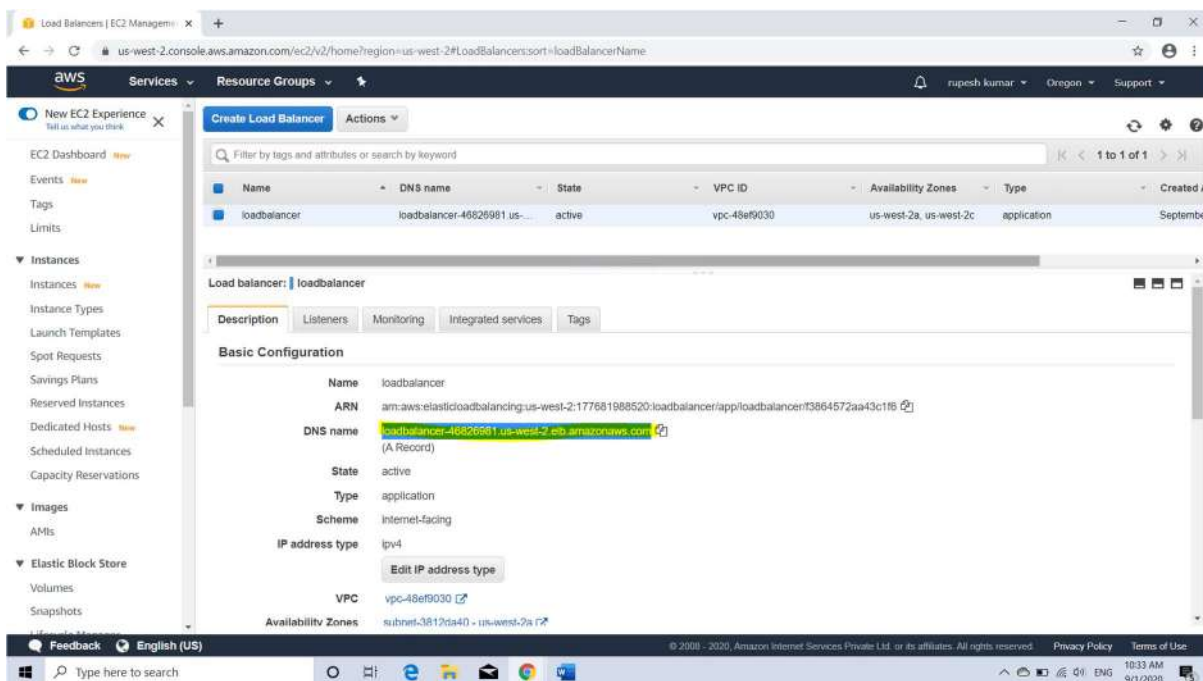 Load Balancers | EC2 Managem
us-west-2.console.aws.amazon.com/ec2/v2/home?region=us-west-2#LoadBalancers:sort=loadBalancerName
aws Services Resource Groups rupesh kumar Oregon Support
New EC2 Experience
Tell us what you think
Create Load Balancer Actions
EC2 Dashboard New
Filter by tags and attributes or search by keyword 1 to 1 of 1
Events New
Name DNS name State VPC ID Availability Zones Type Created
Tags
loadbalancer loadbalancer-46826981.us-... active vpc-48ef9030 us-west-2a, us-west-2c application Septembe
Limits
Instances
Load balancer: loadbalancer
Instances New
Instance Types
Description Listeners Monitoring Integrated services Tags
Launch Templates
Spot Requests
Basic Configuration
Savings Plans
Name loadbalancer
Reserved Instances
ARN arn:aws:elasticloadbalancing:us-west-2:177681988520:loadbalancer/app/loadbalancer/f3864572aa43c1f6
Dedicated Hosts New
DNS name loadbalancer-46826981.us-west-2.elb.amazonaws.com
(A Record)
Scheduled Instances
Capacity Reservations
State active
Type application
Images
Scheme internet-facing
AMIs
IP address type ipv4
Elastic Block Store
Edit IP address type
Volumes
VPC vpc-48ef9030
Snapshots
Availability Zones subnet-3812da40 - us-west-2a
Feedback English (US) © 2008 - 2020, Amazon Internet Services Private Ltd. or its affiliates. All rights reserved. Privacy Policy Terms of Use
Type here to search ENG 10:33 AM
9/1/2020